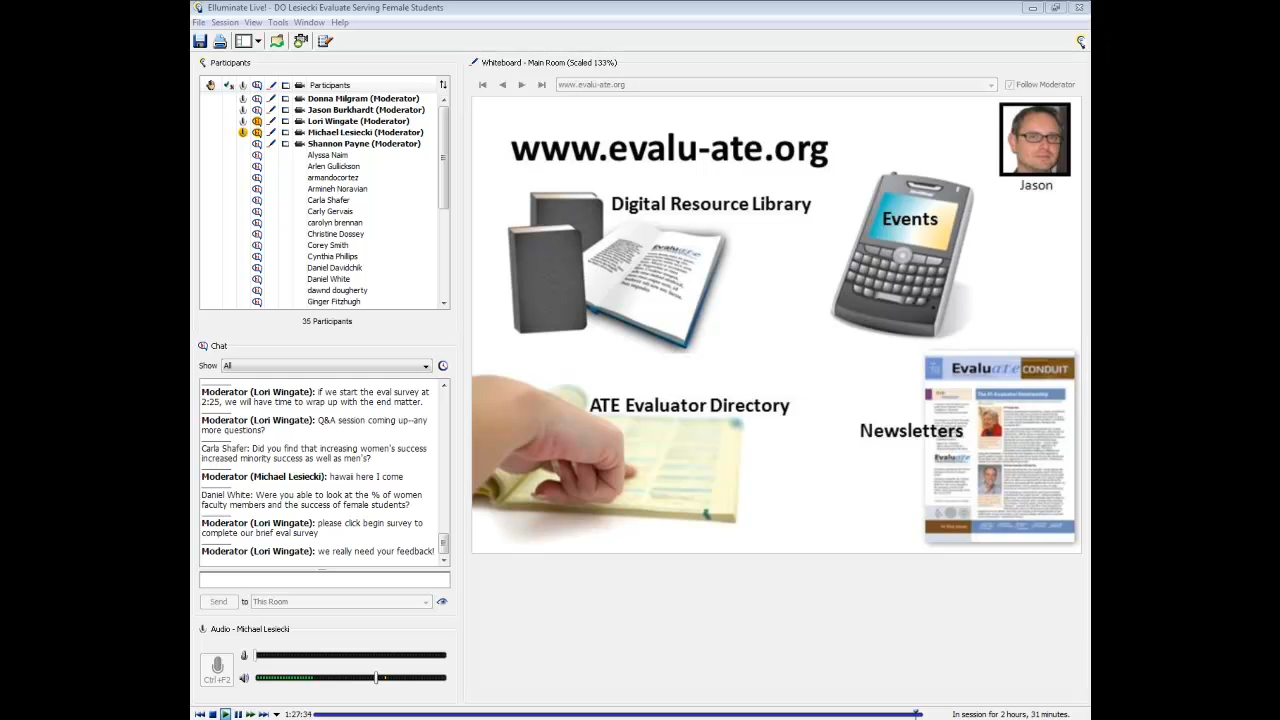 Elluminate Live! - DO Lesiecki Evaluate Serving Female Students
File Session View Tools Window Help
Participants
Participants
Donna Milgram (Moderator)
Jason Burkhardt (Moderator)
Lori Wingate (Moderator)
Michael Lesiecki (Moderator)
Shannon Payne (Moderator)
Alyssa Naim
Arlen Gullickson
armandocortez
Armineh Noravian
Carla Shafer
Carly Gervais
carolyn brennan
Christine Dossey
Corey Smith
Cynthia Phillips
Daniel Davidchik
Daniel White
dawnd dougherty
Ginger Fitzhugh
35 Participants
Chat
Show All
Moderator (Lori Wingate): if we start the eval survey at
2:25, we will have time to wrap up with the end matter.
Moderator (Lori Wingate): Q&A session coming up--any
more questions?
Carla Shafer: Did you find that increasing women's success
increased minority success as well as men's?
Moderator (Michael Lesiecki): hawaii here I come
Daniel White: Were you able to look at the % of women
faculty members and the success of female students?
Moderator (Lori Wingate): please click begin survey to
complete our brief eval survey
Moderator (Lori Wingate): we really need your feedback!
Send to This Room
Audio - Michael Lesiecki
Ctrl+F2
1:27:34
In session for 2 hours, 31 minutes.
Whiteboard - Main Room (Scaled 133%)
www.evalu-ate.org
Follow Moderator
www.evalu-ate.org
Jason
Digital Resource Library
Evaluate
Events
ATE Evaluator Directory
Evaluate CONDUIT
Newsletters
Evaluate